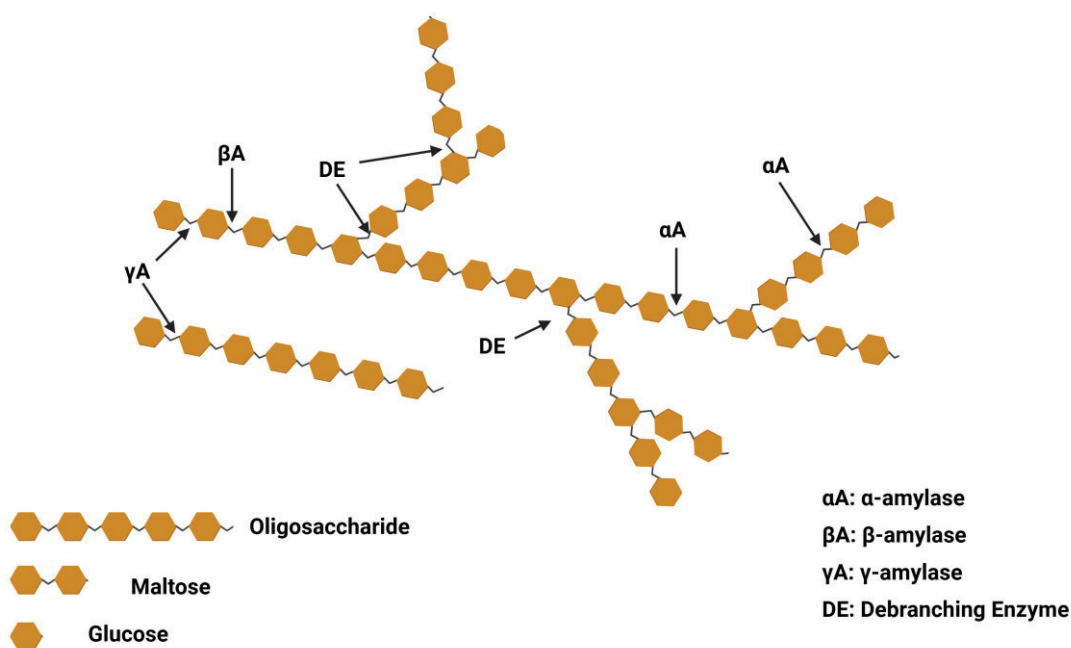 βA
DE
αA
αA
γA
DE
Oligosaccharide
Maltose
Glucose
αA: α-amylase
βA: β-amylase
γA: γ-amylase
DE: Debranching Enzyme